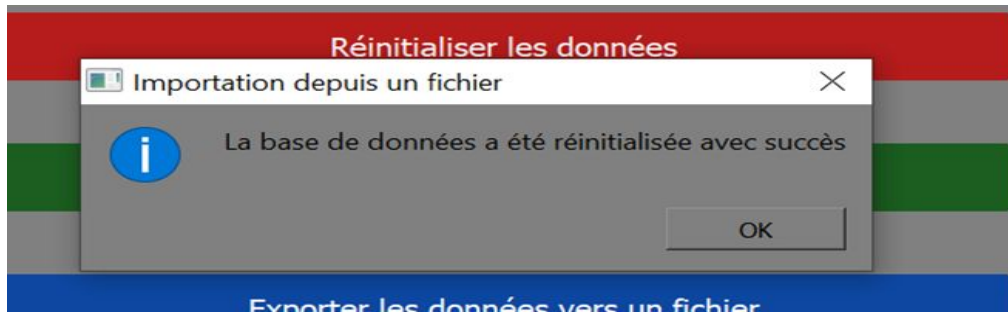 Réinitialiser les données
Importation depuis un fichier
La base de données a été réinitialisée avec succès
OK
Exporter les données vers un fichier